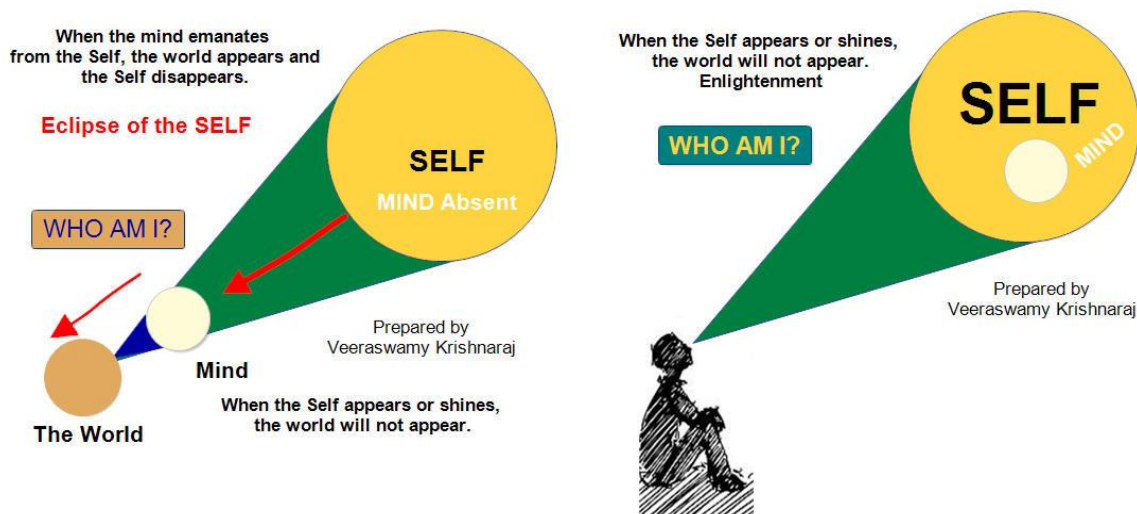 When the mind emanates
from the Self, the world appears and
the Self disappears.
Eclipse of the SELF
SELF
MIND Absent
WHO AM I?
Prepared by
Veeraswamy Krishnaraj
Mind
When the Self appears or shines,
the world will not appear.
The World
When the Self appears or shines,
the world will not appear.
Enlightenment
SELF
MIND
WHO AM I?
Prepared by
Veeraswamy Krishnaraj